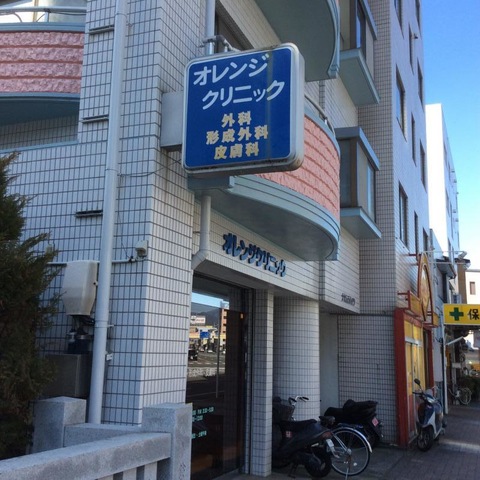 オレンジ
クリニック
外科
形成外科
皮膚科
オレンジクリニック
保